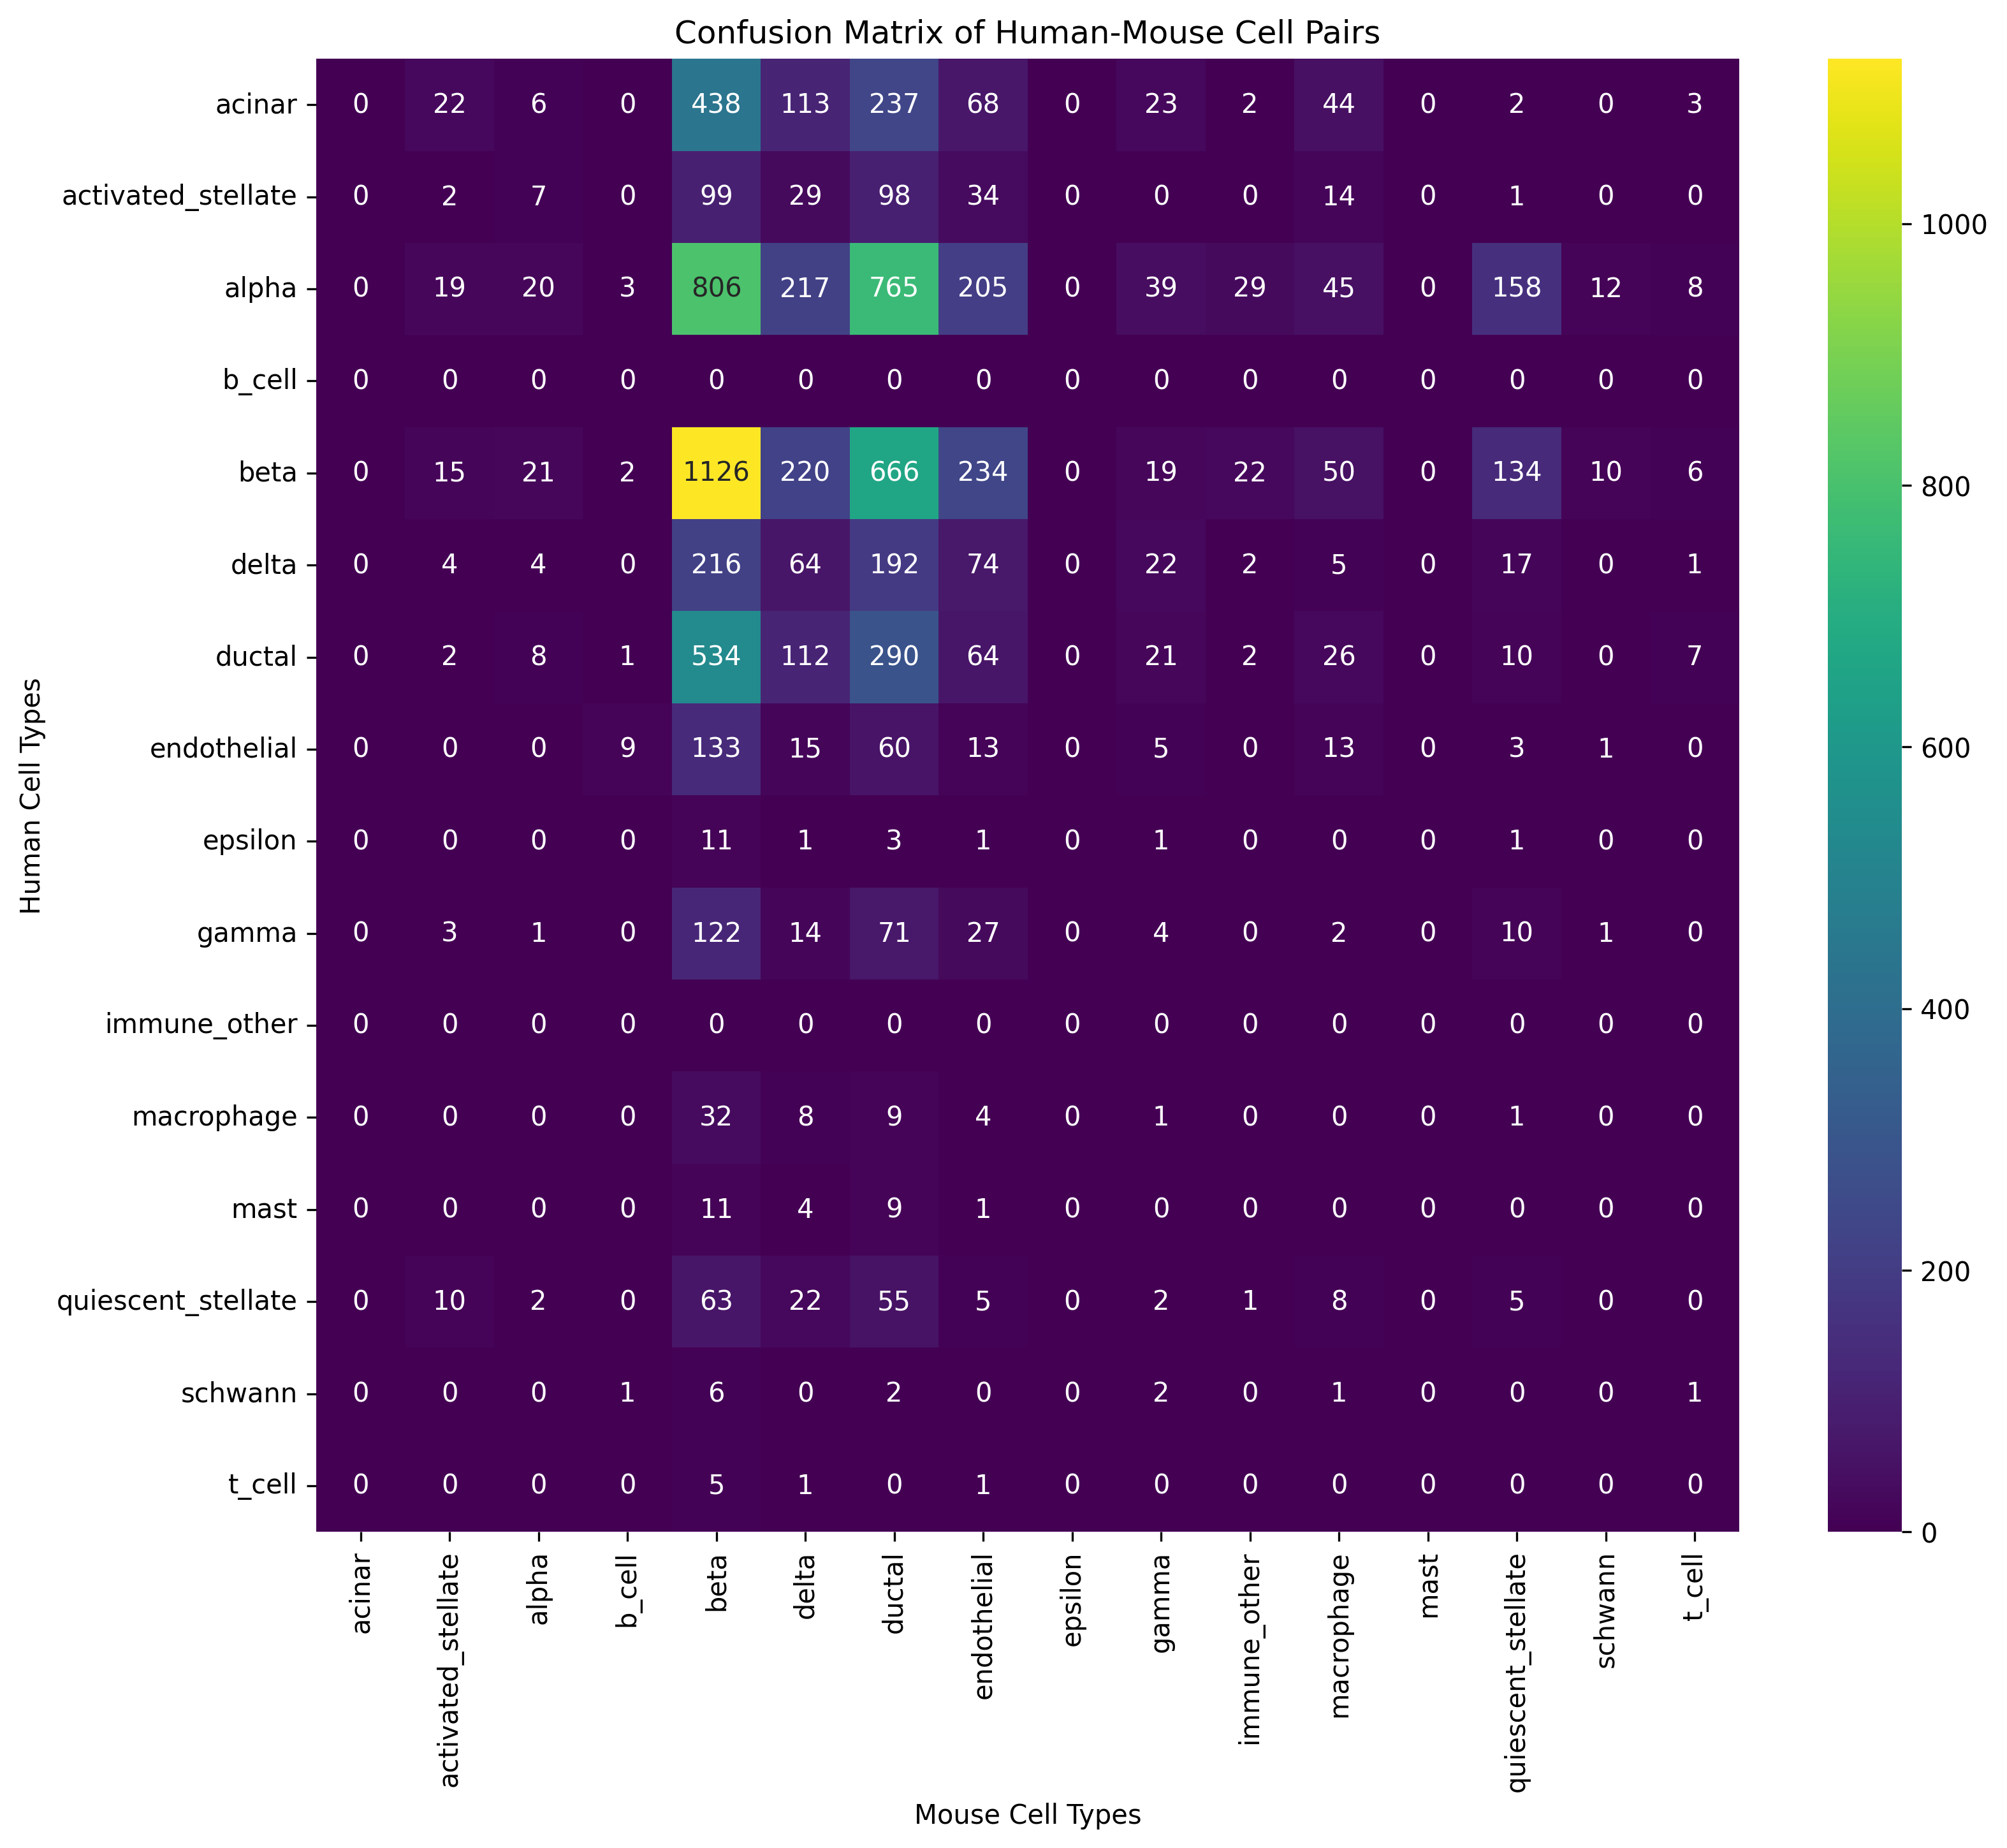 Confusion Matrix of Human-Mouse Cell Pairs
acinar 0 22 6 0 438 113 237 68 0 23 2 44 0 2 0 3
activated_stellate 0 2 7 0 99 29 98 34 0 0 0 14 0 1 0 0
alpha 0 19 20 3 806 217 765 205 0 39 29 45 0 158 12 8
b_cell 0 0 0 0 0 0 0 0 0 0 0 0 0 0 0 0
beta 0 15 21 2 1126 220 666 234 0 19 22 50 0 134 10 6
delta 0 4 4 0 216 64 192 74 0 22 2 5 0 17 0 1
ductal 0 2 8 1 534 112 290 64 0 21 2 26 0 10 0 7
endothelial 0 0 0 9 133 15 60 13 0 5 0 13 0 3 1 0
epsilon 0 0 0 0 11 1 3 1 0 1 0 0 0 1 0 0
gamma 0 3 1 0 122 14 71 27 0 4 0 2 0 10 1 0
immune_other 0 0 0 0 0 0 0 0 0 0 0 0 0 0 0 0
macrophage 0 0 0 0 32 8 9 4 0 1 0 0 0 1 0 0
mast 0 0 0 0 11 4 9 1 0 0 0 0 0 0 0 0
quiescent_stellate 0 10 2 0 63 22 55 5 0 2 1 8 0 5 0 0
schwann 0 0 0 1 6 0 2 0 0 2 0 1 0 0 0 1
t_cell 0 0 0 0 5 1 0 1 0 0 0 0 0 0 0 0
Human Cell Types
acinar
activated_stellate
alpha
b_cell
beta
delta
ductal
endothelial
epsilon
gamma
immune_other
macrophage
mast
quiescent_stellate
schwann
t_cell
Mouse Cell Types
1000
800
600
400
200
0